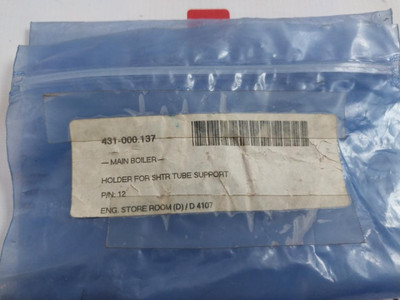 431-000 137
— MAIN BOILER —
HOLDER FOR SHTR TUBE SUPPORT
P/N: 12
ENG. STORE ROOM (D) / D 4107